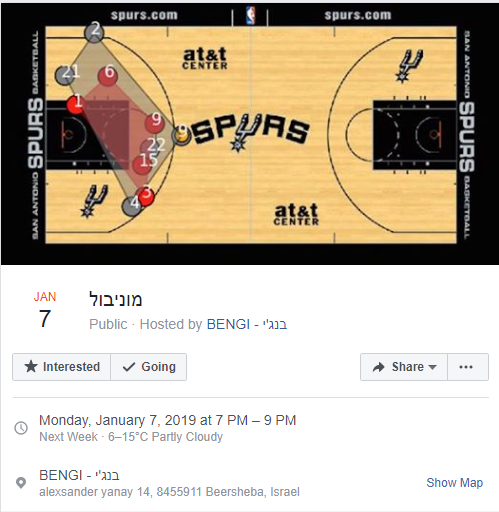 spurs.com
spurs.com
SAN ANTONIO SPURS BASKETBALL
SAN ANTONIO SPURS BASKETBALL
at&t
CENTER
2
21
6
1
9
9
22
15
3
4
SPURS
at&t
CENTER
JAN
7
מוניבול
Public · Hosted by BENGI - בנג'י
Interested
Going
Share
Monday, January 7, 2019 at 7 PM – 9 PM
Next Week · 6–15°C Partly Cloudy
BENGI - בנג'י
alexsander yanay 14, 8455911 Beersheba, Israel
Show Map